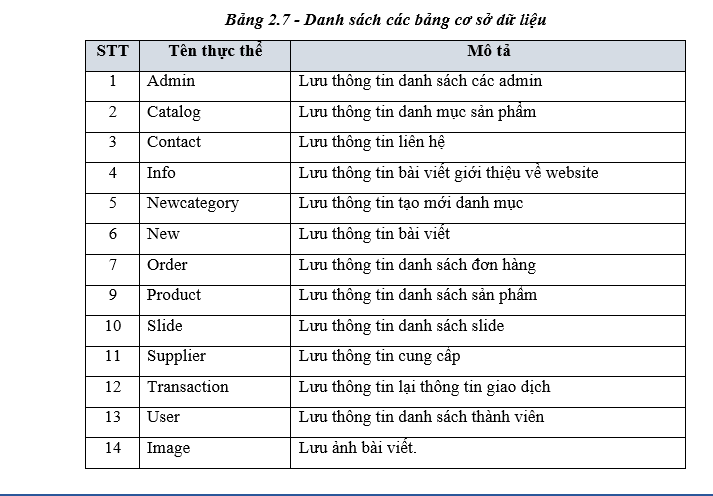 Bảng 2.7 - Danh sách các bảng cơ sở dữ liệu
STT Tên thực thể Mô tả
1 Admin Lưu thông tin danh sách các admin
2 Catalog Lưu thông tin danh mục sản phẩm
3 Contact Lưu thông tin liên hệ
4 Info Lưu thông tin bài viết giới thiệu về website
5 Newcategory Lưu thông tin tạo mới danh mục
6 New Lưu thông tin bài viết
7 Order Lưu thông tin danh sách đơn hàng
9 Product Lưu thông tin danh sách sản phẩm
10 Slide Lưu thông tin danh sách slide
11 Supplier Lưu thông tin cung cấp
12 Transaction Lưu thông tin lại thông tin giao dịch
13 User Lưu thông tin danh sách thành viên
14 Image Lưu ảnh bài viết.